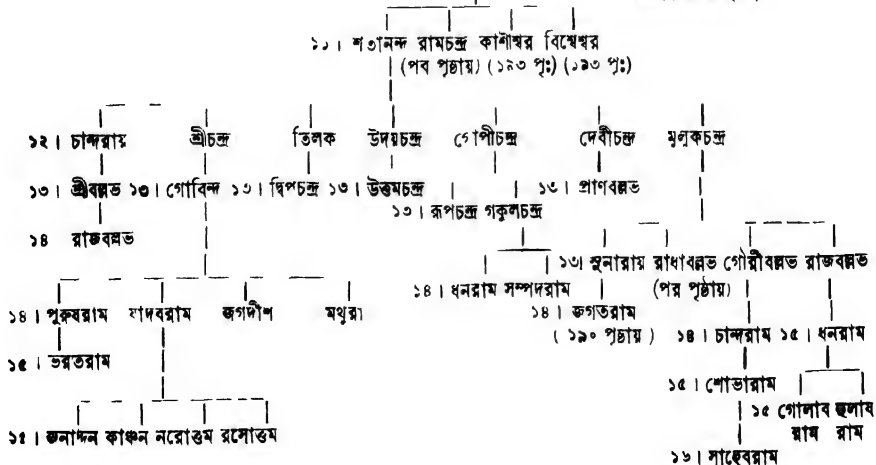 ১১। শতানন্দ রামচন্দ্র কাশীশ্বর বিশ্বেশ্বর
(পর পৃষ্ঠায়) (১৯৩ পৃঃ) (১৯৩ পৃঃ)
১২। চান্দরায় শ্রীচন্দ্র তিলক উদয়চন্দ্র গোপীচন্দ্র দেবীচন্দ্র মুলুকচন্দ্র
১৩। শ্রীবল্লভ ১৩। গোবিন্দ ১৩। দ্বিপচন্দ্র ১৩। উত্তমচন্দ্র ১৩। প্রাণবল্লভ
১৩। রূপচন্দ্র গকুলচন্দ্র
১৪ রাজবল্লভ
১৩। সুনারায় রাধাবল্লভ গৌরীবল্লভ রাজবল্লভ
(পর পৃষ্ঠায়)
১৪। ধনরাম সম্পদরাম
১৪। পুরুষরাম যাদবরাম জগদীশ মথুরা
১৪। জগতরাম
(১৯০ পৃষ্ঠায়)
১৪। চান্দরাম ১৫। ধনরাম
১৫। ভরতরাম
১৫। শোভারাম
১৫ গোলাব দুলাব
রাম রাম
১৫। জনার্দ্দন কাঞ্চন নরোত্তম রসোত্তম
১৬। সাহেবরাম